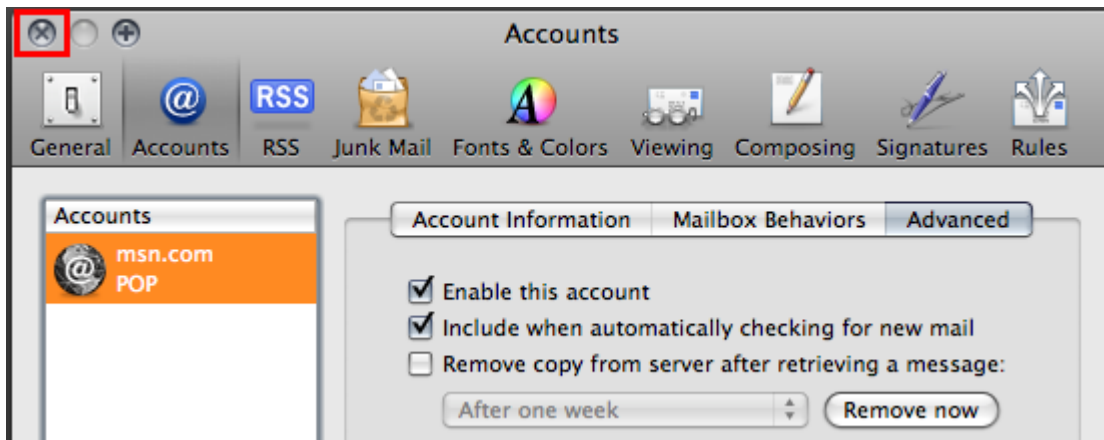 Accounts
RSS
General Accounts RSS Junk Mail Fonts & Colors Viewing Composing Signatures Rules
Accounts
msn.com
POP
Account Information Mailbox Behaviors Advanced
Enable this account
Include when automatically checking for new mail
Remove copy from server after retrieving a message:
After one week Remove now